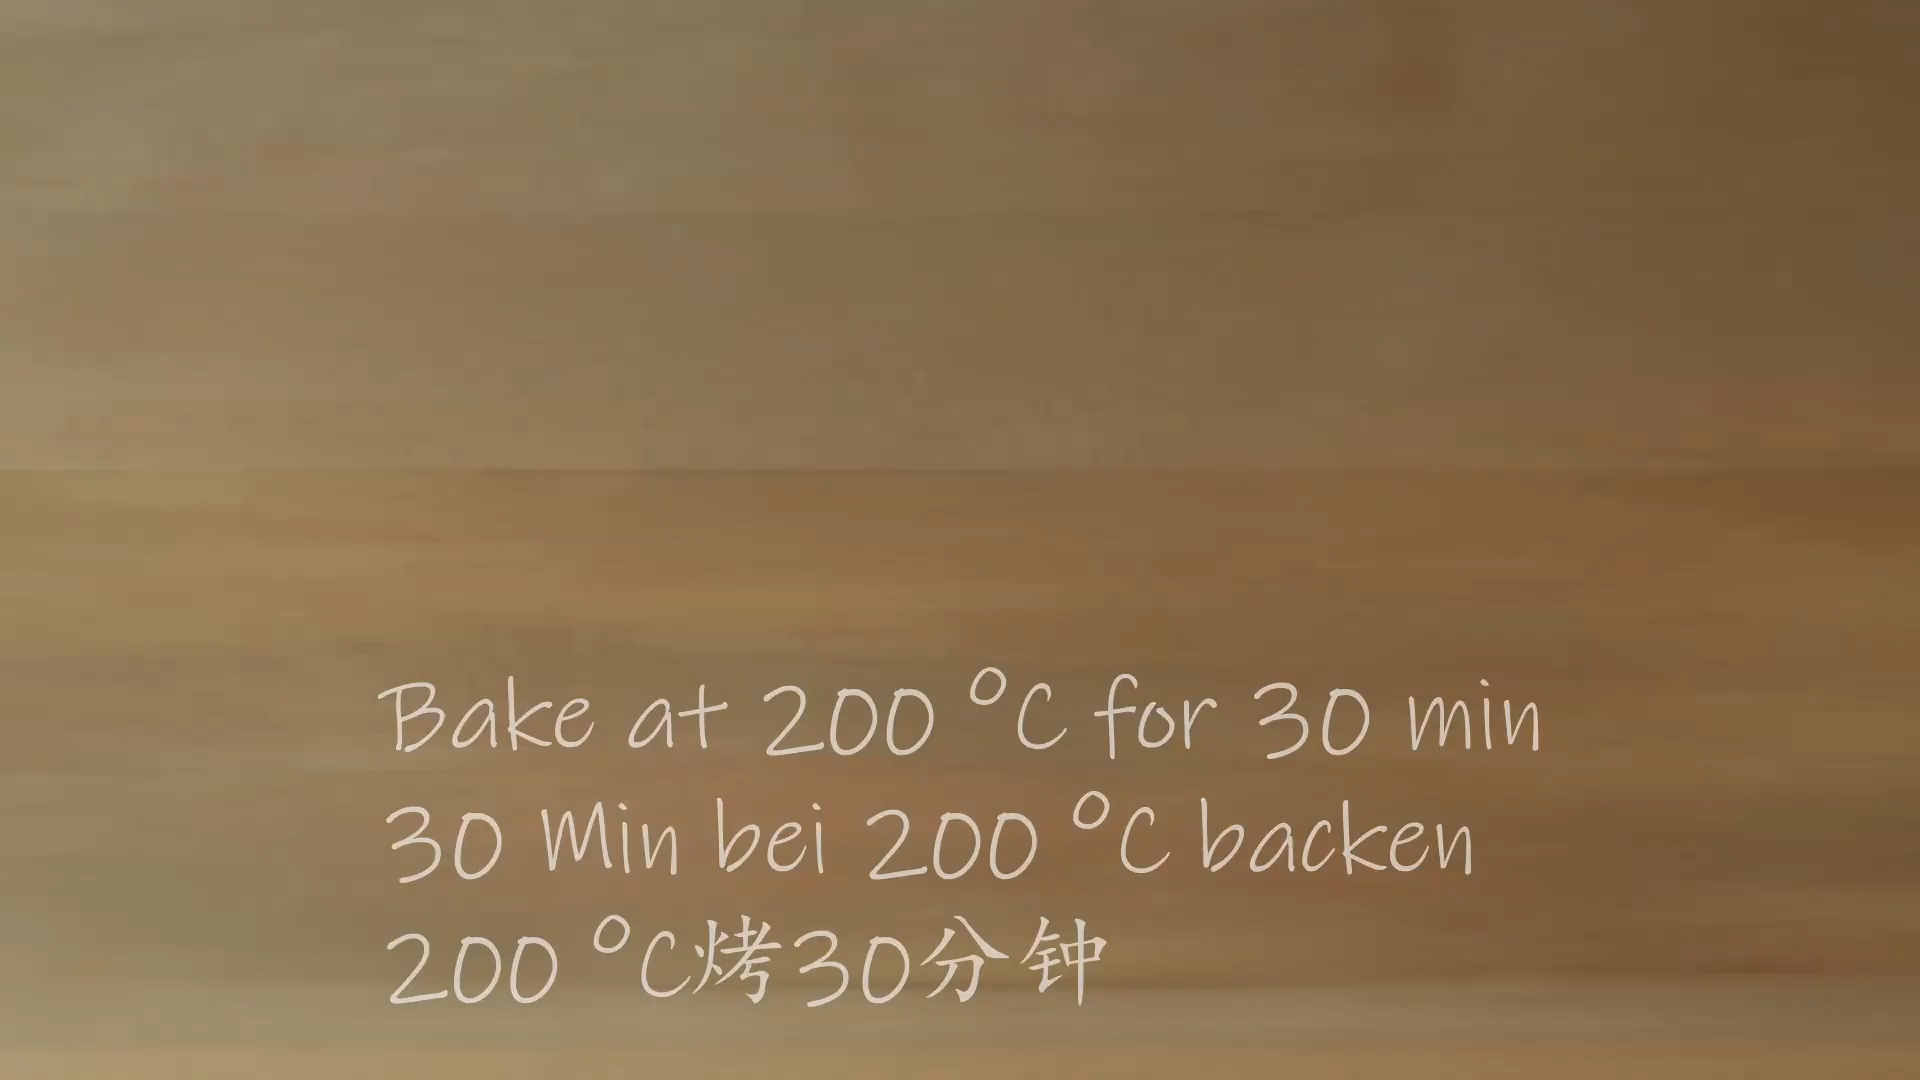 Bake at 200 °C for 30 min
30 Min bei 200 °C backen
200 °C烤30分钟